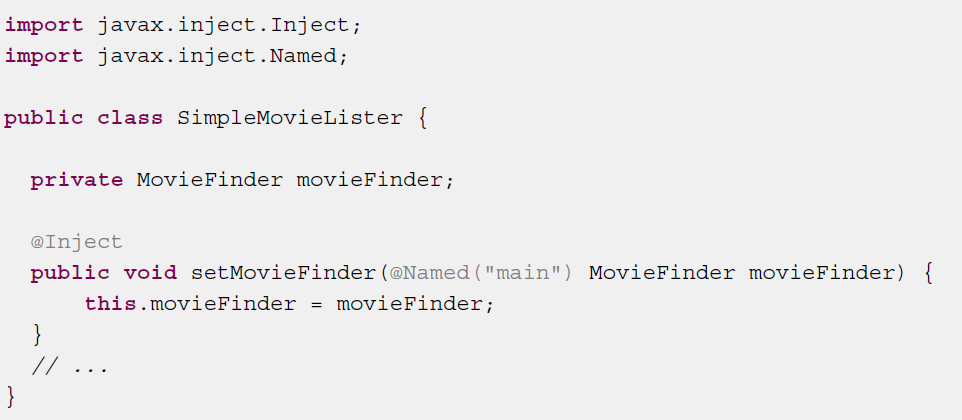 import javax.inject.Inject;
import javax.inject.Named;
public class SimpleMovieLister {
private MovieFinder movieFinder;
@Inject
public void setMovieFinder(@Named("main") MovieFinder movieFinder) {
this.movieFinder = movieFinder;
}
// ...
}